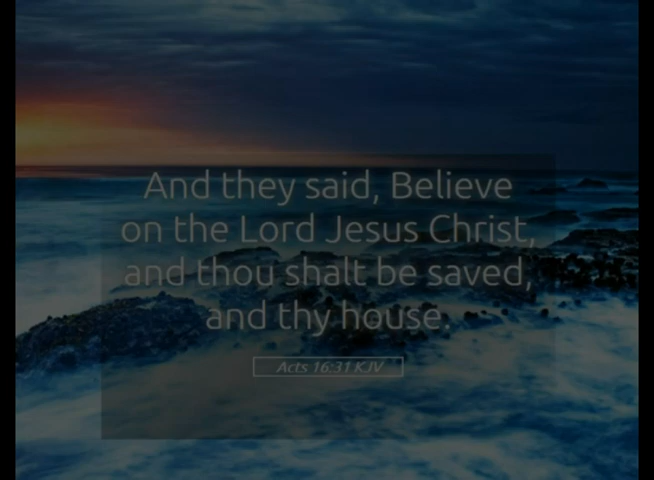 And they said, Believe
on the Lord Jesus Christ,
and thou shalt be saved,
and thy house.
Acts 16:31 KJV